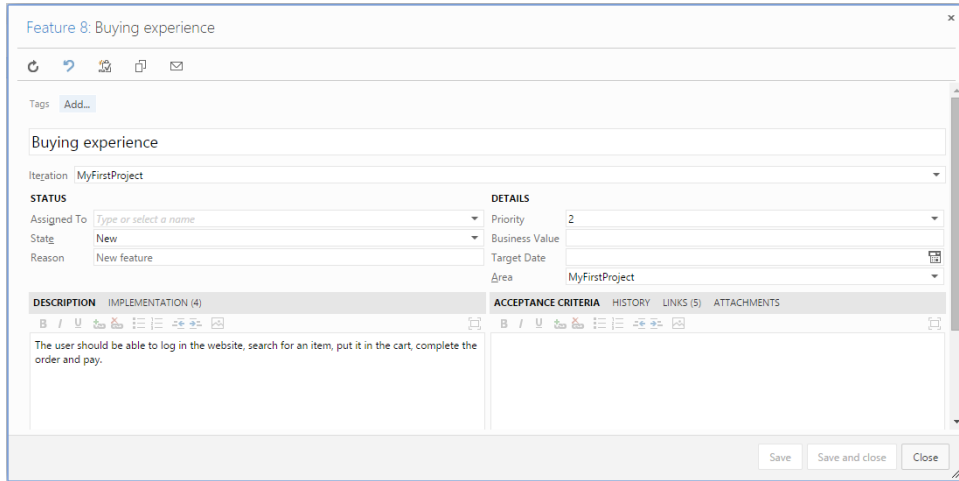 Feature 8: Buying experience
Tags Add...
Buying experience
Iteration MyFirstProject
STATUS DETAILS
Assigned To Type or select a name Priority 2
State New Business Value
Reason New feature Target Date
Area MyFirstProject
DESCRIPTION IMPLEMENTATION (4) ACCEPTANCE CRITERIA HISTORY LINKS (5) ATTACHMENTS
B I U B I U
The user should be able to log in the website, search for an item, put it in the cart, complete the
order and pay.
Save Save and close Close